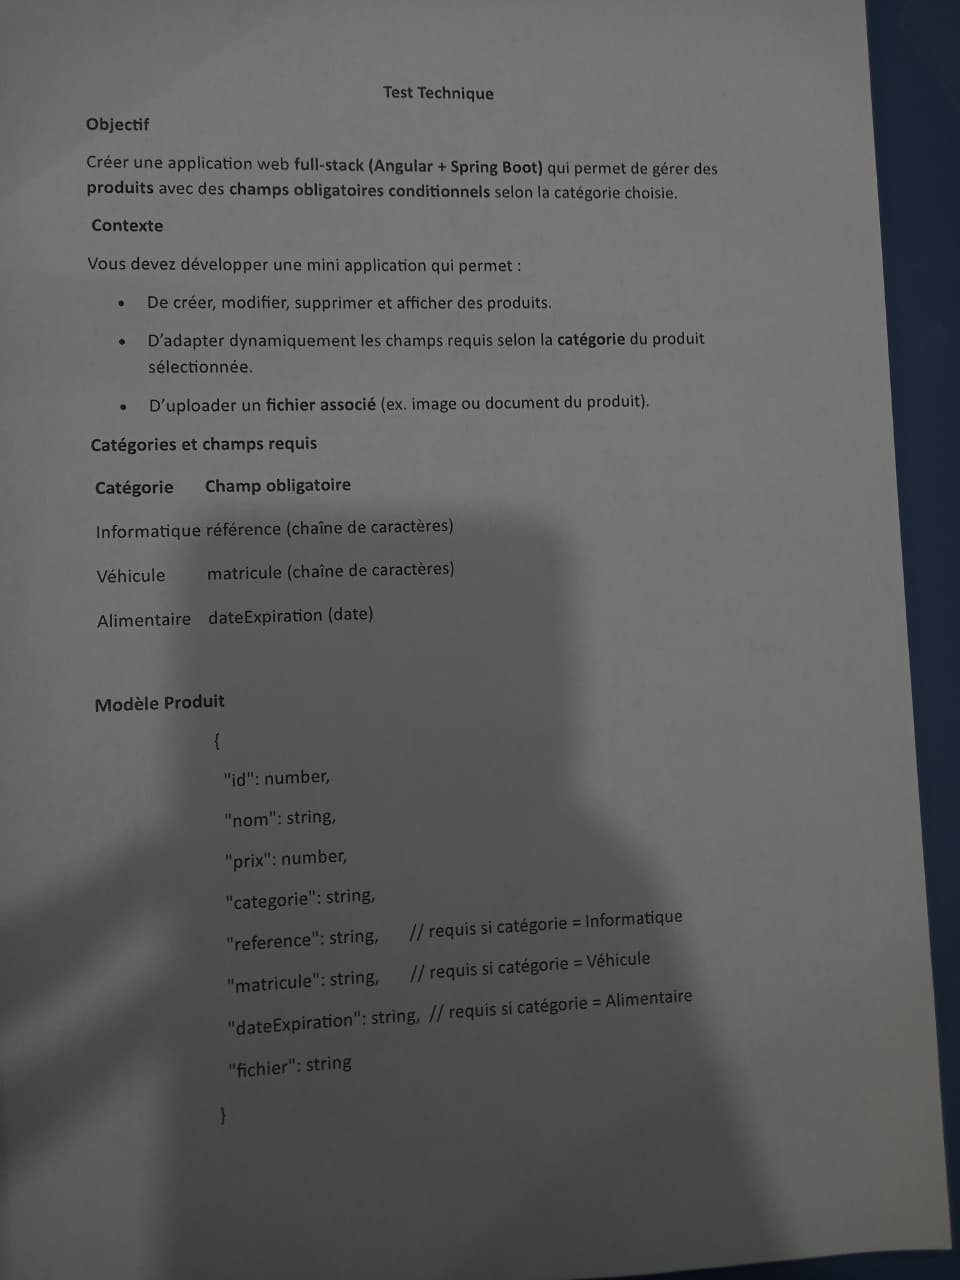 Test Technique
Objectif
Créer une application web full-stack (Angular + Spring Boot) qui permet de gérer des
produits avec des champs obligatoires conditionnels selon la catégorie choisie.
Contexte
Vous devez développer une mini application qui permet :
• De créer, modifier, supprimer et afficher des produits.
• D'adapter dynamiquement les champs requis selon la catégorie du produit
sélectionnée.
• D'uploader un fichier associé (ex. image ou document du produit).
Catégories et champs requis
Catégorie Champ obligatoire
Informatique référence (chaîne de caractères)
Véhicule matricule (chaîne de caractères)
Alimentaire dateExpiration (date)
Modèle Produit
{
"id": number,
"nom": string,
"prix": number,
"categorie": string,
"reference": string, // requis si catégorie = Informatique
"matricule": string, // requis si catégorie = Véhicule
"dateExpiration": string, // requis si catégorie = Alimentaire
"fichier": string
}